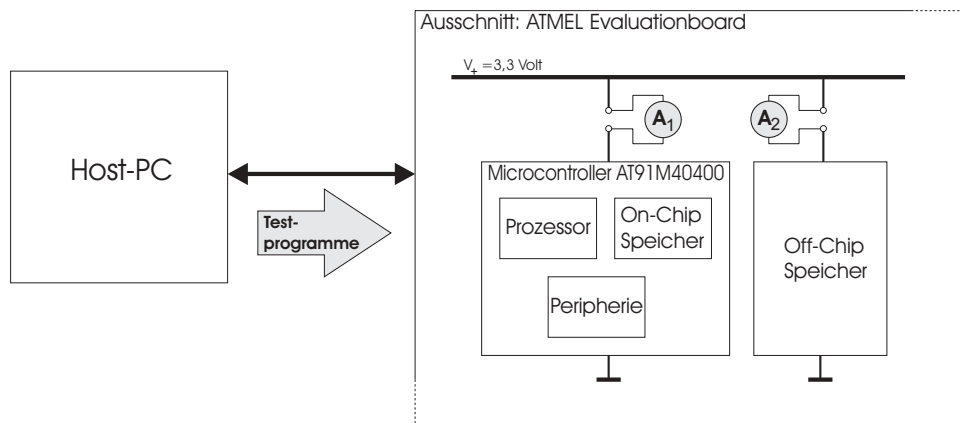 Ausschnitt: ATMEL Evaluationboard
V+ =3,3 Volt
A1
A2
Host-PC
Test-
programme
Microcontroller AT91M40400
Prozessor
On-Chip
Speicher
Peripherie
Off-Chip
Speicher